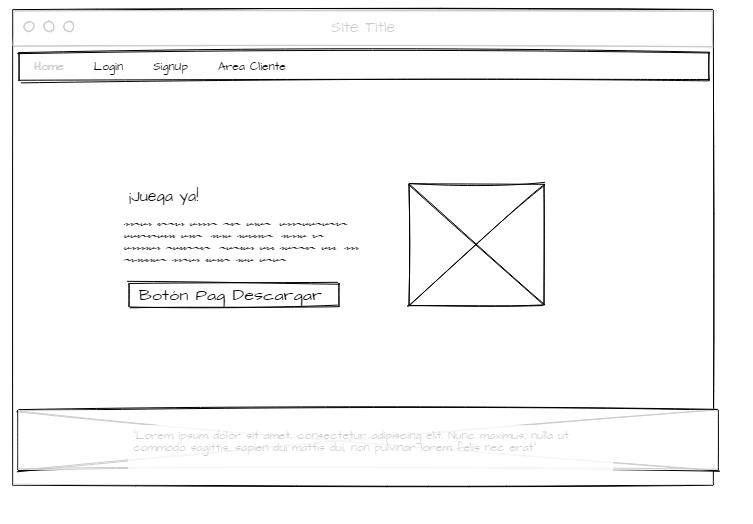 Site Title
Home Login SignUp Area Cliente
¡Juega ya!
Botón Pag Descargar
"Lorem ipsum dolor sit amet, consectetur adipiscing elit. Nunc maximus, nulla ut
commodo sagittis, sapien dui mattis dui, non pulvinar lorem felis nec erat"